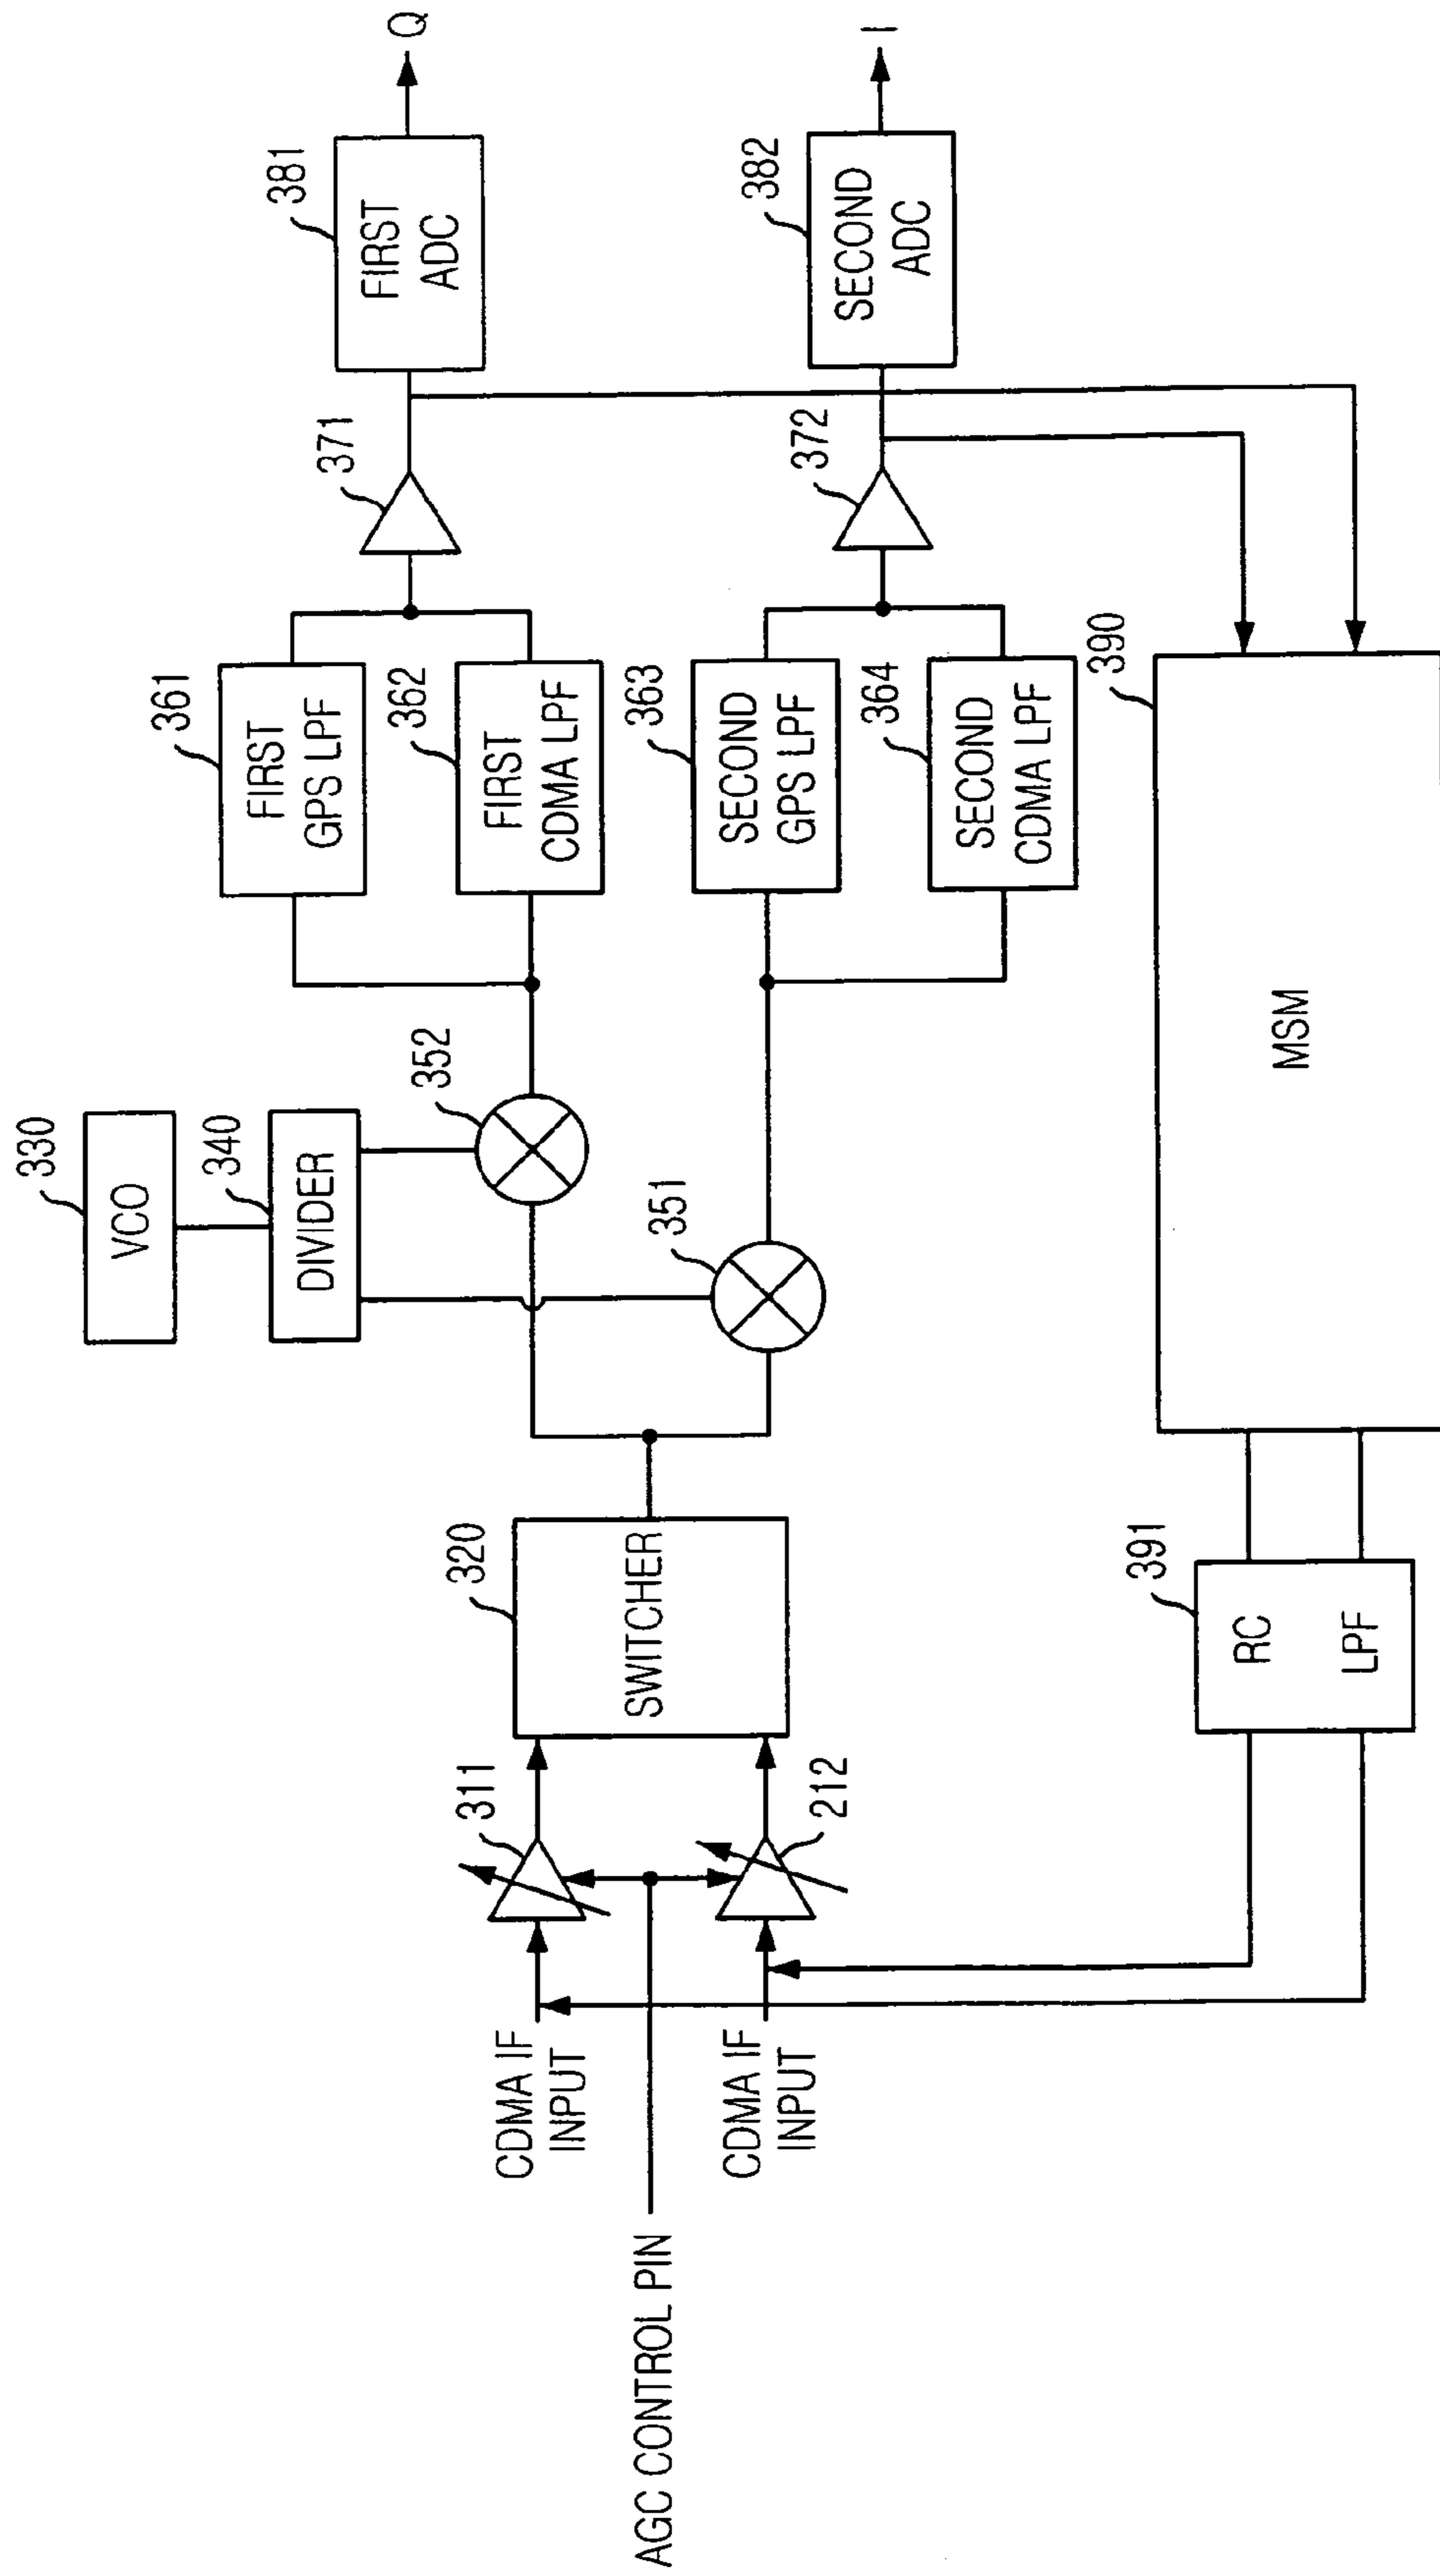 330
VCO
340
DIVIDER
361
FIRST
GPS LPF
381
FIRST
ADC
Q
371
352
362
FIRST
CDMA LPF
311
320
SWITCHER
CDMA IF
INPUT
AGC CONTROL PIN
351
363
SECOND
GPS LPF
372
382
SECOND
ADC
I
CDMA IF
INPUT
212
364
SECOND
CDMA LPF
391
RC
LPF
390
MSM